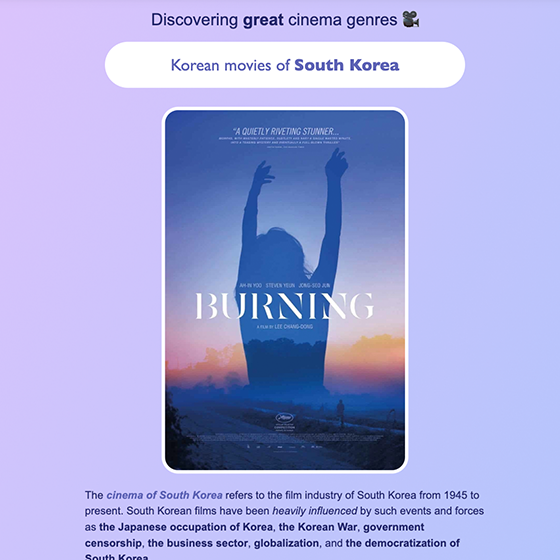 Discovering great cinema genres 🎥
Korean movies of South Korea
"A QUIETLY RIVETING STUNNER...
AH-IN YOO STEVEN YEUN JONG-SEO JUN
BURNING
A FILM BY LEE CHANG-DONG
The cinema of South Korea refers to the film industry of South Korea from 1945 to
present. South Korean films have been heavily influenced by such events and forces
as the Japanese occupation of Korea, the Korean War, government
censorship, the business sector, globalization, and the democratization of
South Korea.